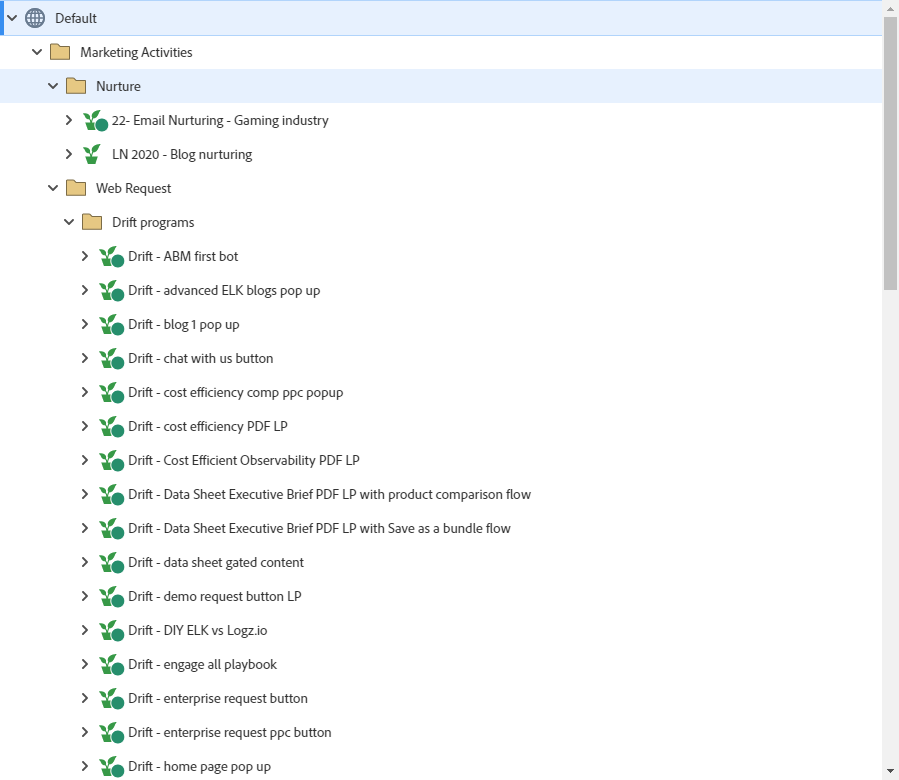 Default
Marketing Activities
Nurture
22- Email Nurturing - Gaming industry
LN 2020 - Blog nurturing
Web Request
Drift programs
Drift - ABM first bot
Drift - advanced ELK blogs pop up
Drift - blog 1 pop up
Drift - chat with us button
Drift - cost efficiency comp ppc popup
Drift - cost efficiency PDF LP
Drift - Cost Efficient Observability PDF LP
Drift - Data Sheet Executive Brief PDF LP with product comparison flow
Drift - Data Sheet Executive Brief PDF LP with Save as a bundle flow
Drift - data sheet gated content
Drift - demo request button LP
Drift - DIY ELK vs Logz.io
Drift - engage all playbook
Drift - enterprise request button
Drift - enterprise request ppc button
Drift - home page pop up